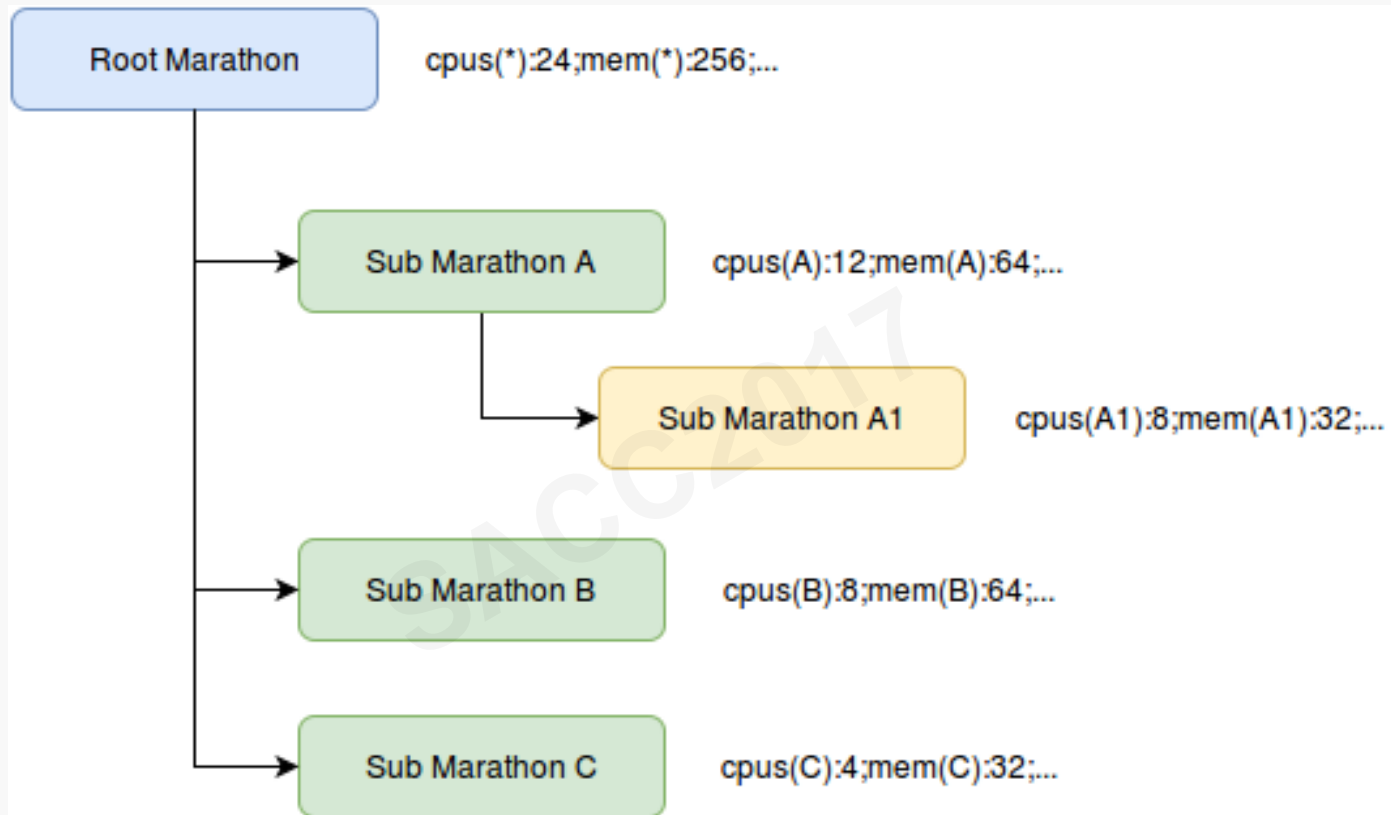 Root Marathon
cpus(*):24;mem(*):256;...
Sub Marathon A
cpus(A):12;mem(A):64;...
Sub Marathon A1
cpus(A1):8;mem(A1):32;...
Sub Marathon B
cpus(B):8;mem(B):64;...
Sub Marathon C
cpus(C):4;mem(C):32;...
SACC2017